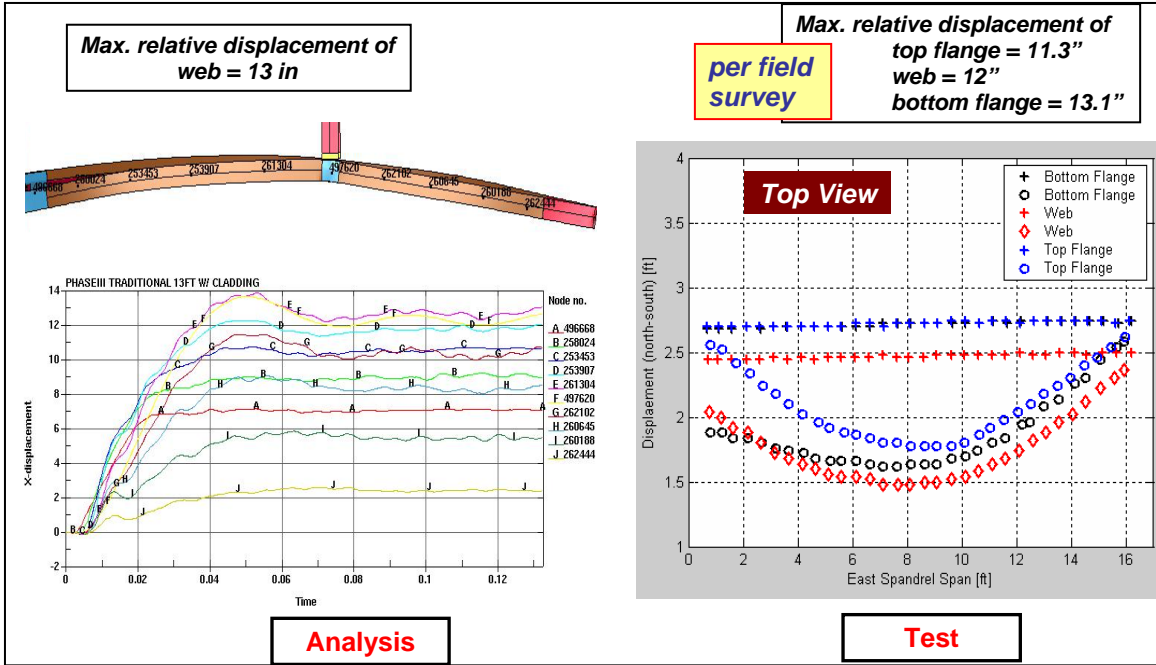 Max. relative displacement of
web = 13 in
per field
survey
Max. relative displacement of
top flange = 11.3”
web = 12”
bottom flange = 13.1”
253453
253907
261304
497620
262102
260645
260188
262444
PHASEIII TRADITIONAL 13FT W/ CLADDING
X-displacement
14
12
10
8
6
4
2
0
-2
0
0.02
0.04
0.06
0.08
0.1
0.12
Time
Node no.
A 496668
B 258024
C 253453
D 253907
E 261304
F 497620
G 262102
H 260645
I 260188
J 262444
Analysis
Top View
Bottom Flange
Bottom Flange
Web
Web
Top Flange
Top Flange
Displaement (north-south) [ft]
4
3.5
3
2.5
2
1.5
1
2
4
6
8
10
12
14
16
East Spandrel Span [ft]
Test